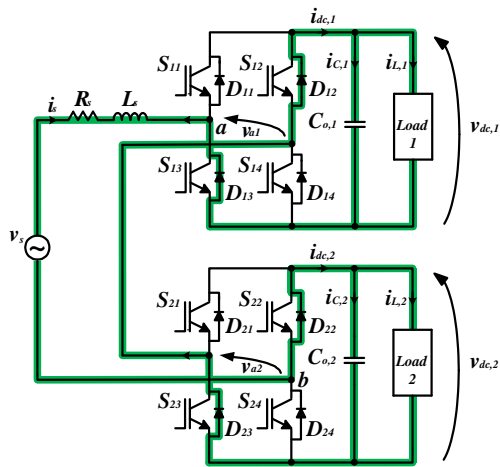 i_dc,1
S_11
S_12
i_C,1
i_L,1
D_11
D_12
i_s
R_s
L_s
a
v_a1
C_o,1
Load
1
v_dc,1
S_13
S_14
D_13
D_14
v_s
~
i_dc,2
S_21
S_22
i_C,2
i_L,2
D_21
D_22
v_a2
C_o,2
Load
2
v_dc,2
b
S_23
S_24
D_23
D_24